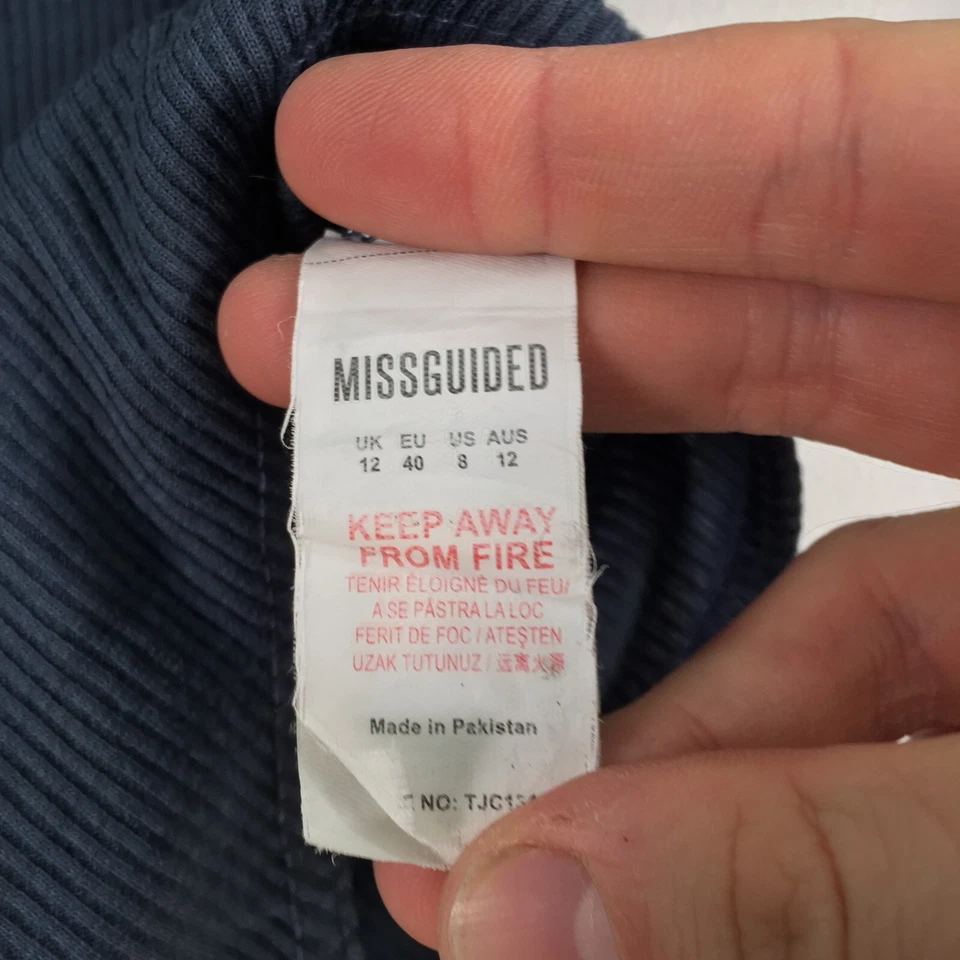 MISSGUIDED
UK EU US AUS
12 40 8 12
KEEP AWAY
FROM FIRE
TENIR ÉLOIGNÉ DU FEU/
A SE PĂSTRA LA LOC
FERIT DE FOC / ATEŞTEN
UZAK TUTUNUZ / 远离火源
Made in Pakistan
NO: